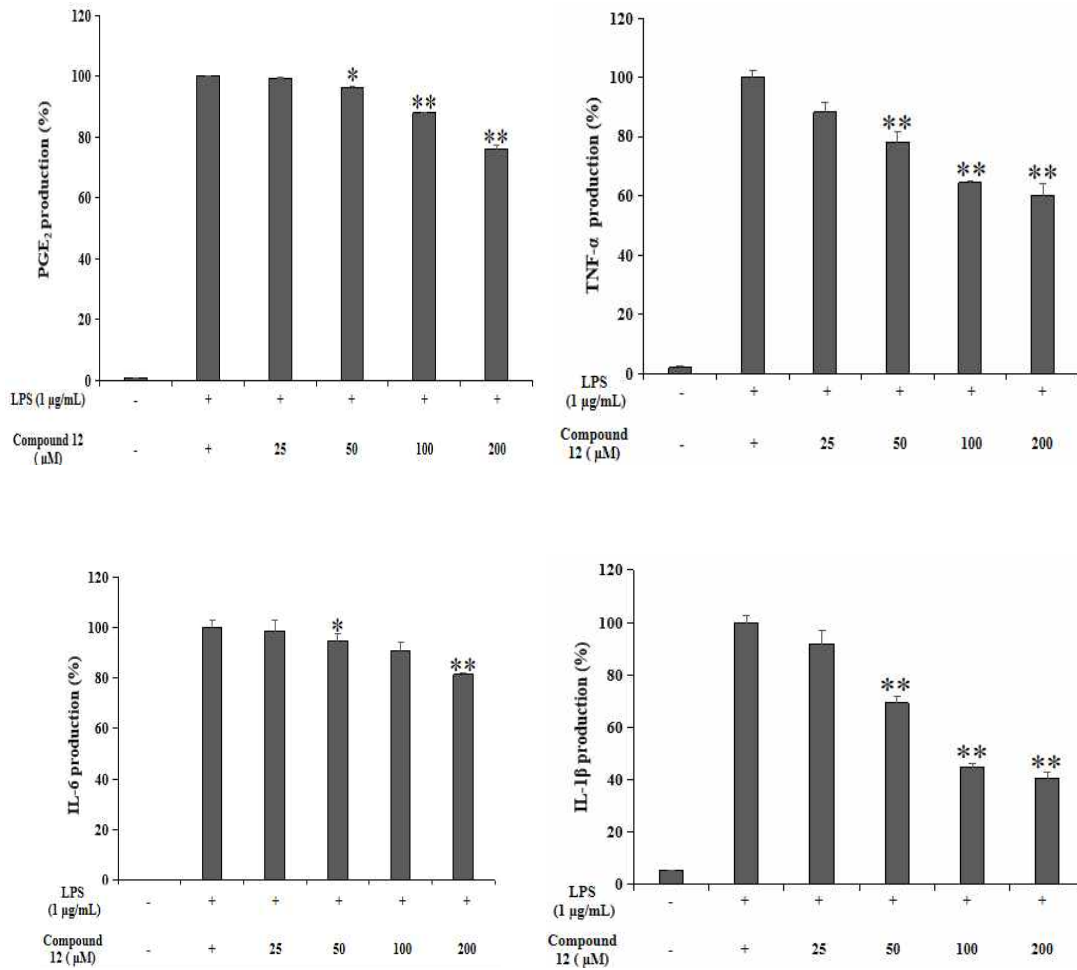 120
100
80
60
40
20
0
PGE₂ production (%)
*
**
**
LPS (1 μg/mL) - + + + + +
Compound 12
( μM) - + 25 50 100 200
120
100
80
60
40
20
0
TNF-α production (%)
**
**
**
LPS
(1 μg/mL) - + + + + +
Compound
12 ( μM) - + 25 50 100 200
120
100
80
60
40
20
0
IL-6 production (%)
*
**
LPS
(1 μg/mL) - + + + + +
Compound
12 ( μM) - + 25 50 100 200
120
100
80
60
40
20
0
IL-1β production (%)
**
**
**
LPS
(1 μg/mL) - + + + + +
Compound
12 ( μM) - + 25 50 100 200